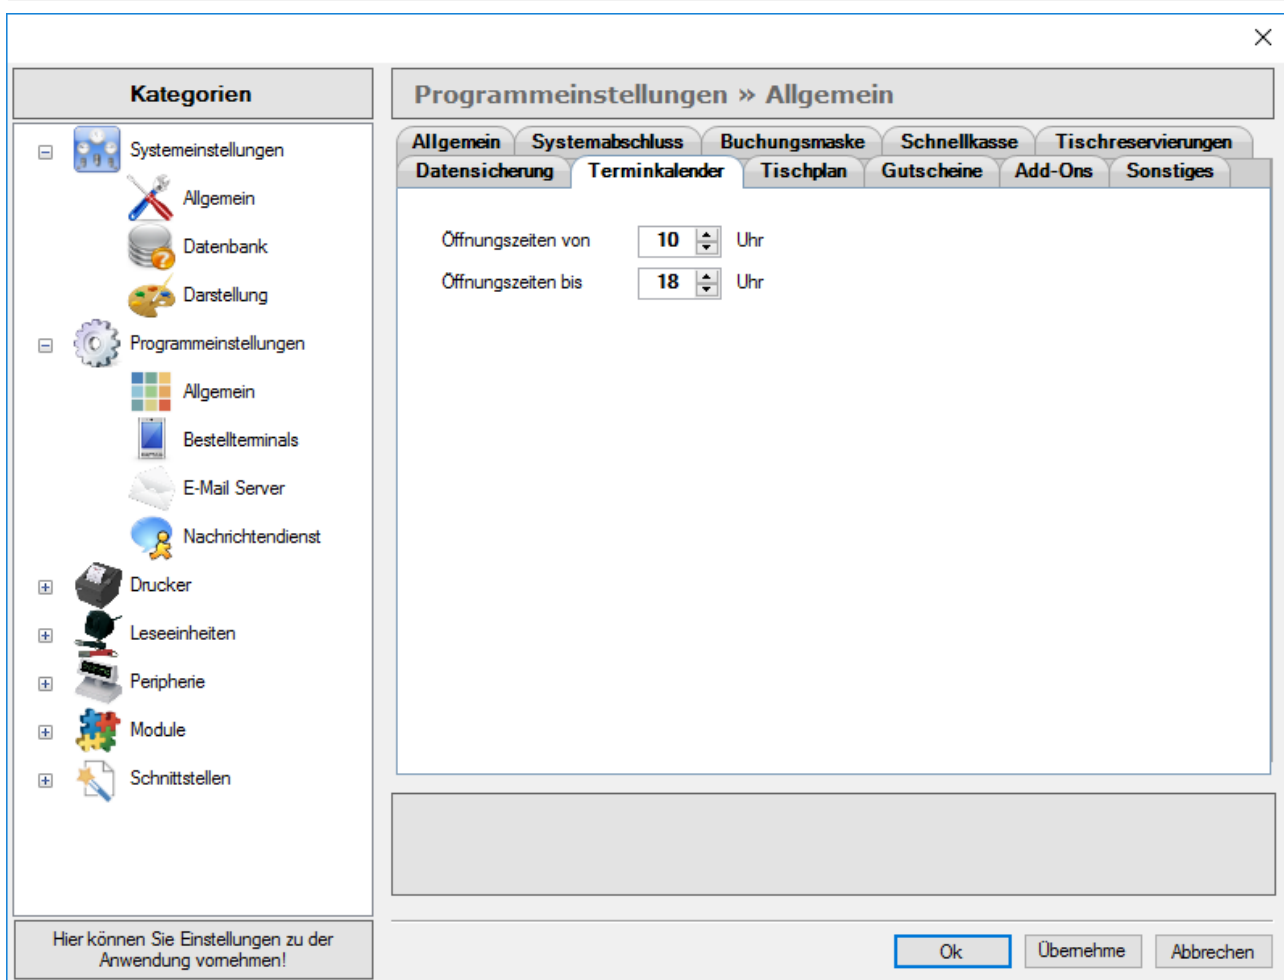 Kategorien
Systemeinstellungen
Allgemein
Datenbank
Darstellung
Programmeinstellungen
Allgemein
Bestellterminals
E-Mail Server
Nachrichtendienst
Drucker
Leseeinheiten
Peripherie
Module
Schnittstellen
Hier können Sie Einstellungen zu der
Anwendung vornehmen!
Programmeinstellungen » Allgemein
Allgemein Systemabschluss Buchungsmaske Schnellkasse Tischreservierungen
Datensicherung Terminkalender Tischplan Gutscheine Add-Ons Sonstiges
Öffnungszeiten von 10 Uhr
Öffnungszeiten bis 18 Uhr
Ok Übernehme Abbrechen